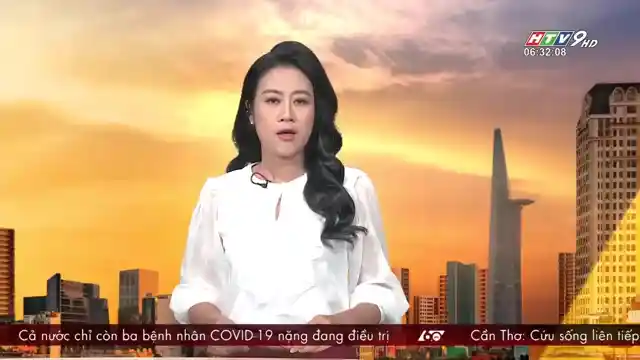 HTV9 HD
06:32:08
Cả nước chỉ còn ba bệnh nhân COVID-19 nặng đang điều trị
Cần Thơ: Cứu sống liên tiếp